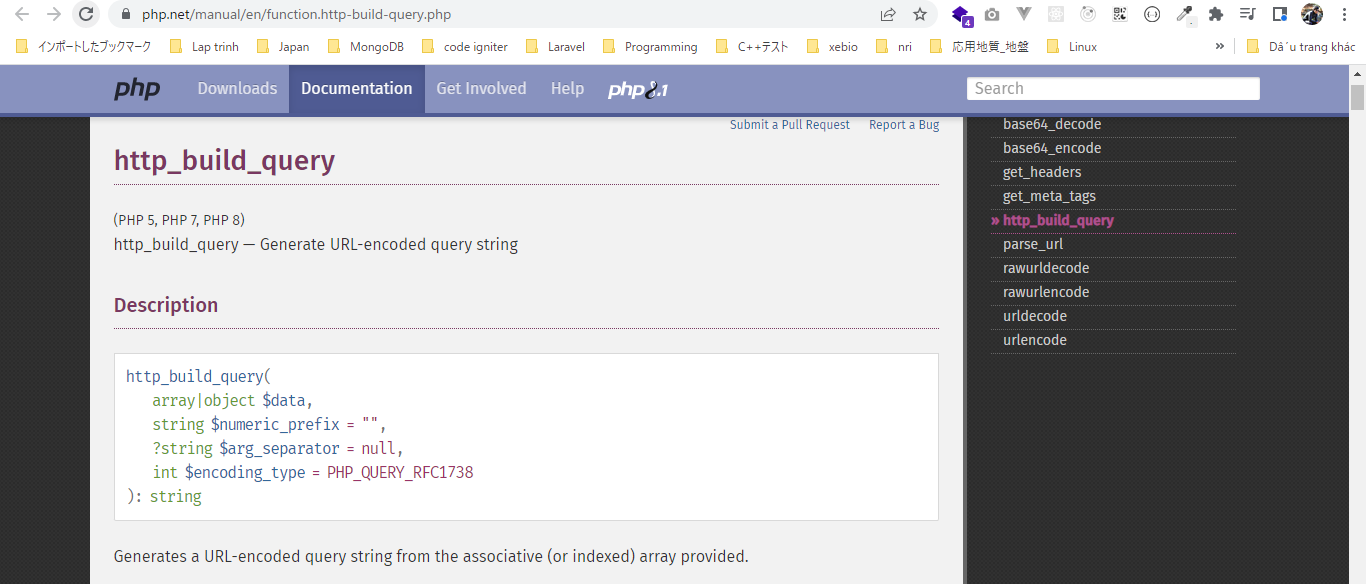 php.net/manual/en/function.http-build-query.php
4
インポートしたブックマーク Lap trinh Japan MongoDB code igniter Laravel Programming C++テスト xebio nri 応用地質_地盤 Linux » Dấu trang khác
php Downloads Documentation Get Involved Help php8.1 Search
Submit a Pull Request Report a Bug
http_build_query
(PHP 5, PHP 7, PHP 8)
http_build_query — Generate URL-encoded query string
Description
http_build_query(
array|object $data,
string $numeric_prefix = "",
?string $arg_separator = null,
int $encoding_type = PHP_QUERY_RFC1738
): string
Generates a URL-encoded query string from the associative (or indexed) array provided.
base64_decode
base64_encode
get_headers
get_meta_tags
» http_build_query
parse_url
rawurldecode
rawurlencode
urldecode
urlencode